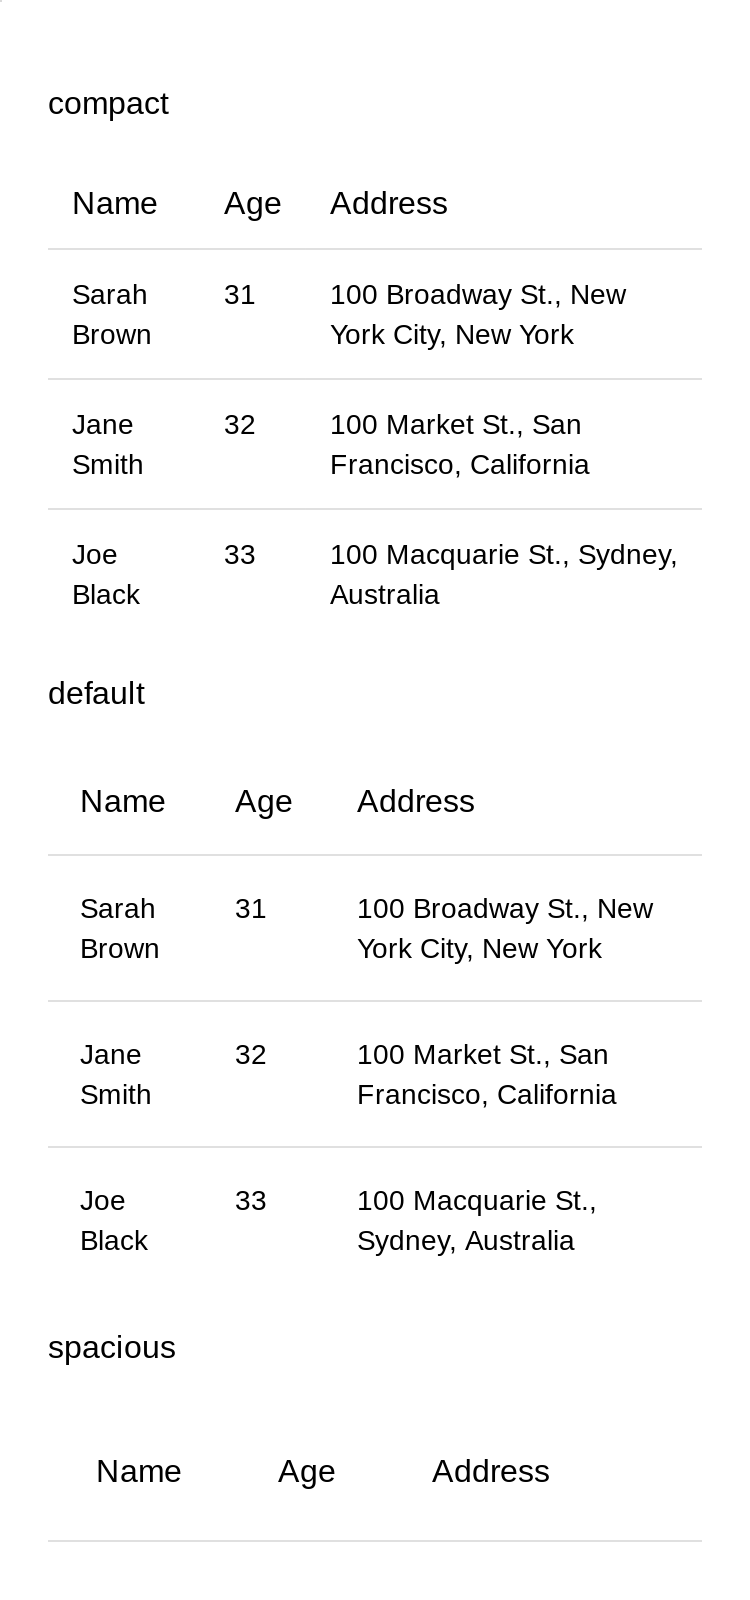 compact
Name Age Address
Sarah 31 100 Broadway St., New
Brown York City, New York
Jane 32 100 Market St., San
Smith Francisco, California
Joe 33 100 Macquarie St., Sydney,
Black Australia
default
Name Age Address
Sarah 31 100 Broadway St., New
Brown York City, New York
Jane 32 100 Market St., San
Smith Francisco, California
Joe 33 100 Macquarie St.,
Black Sydney, Australia
spacious
Name Age Address